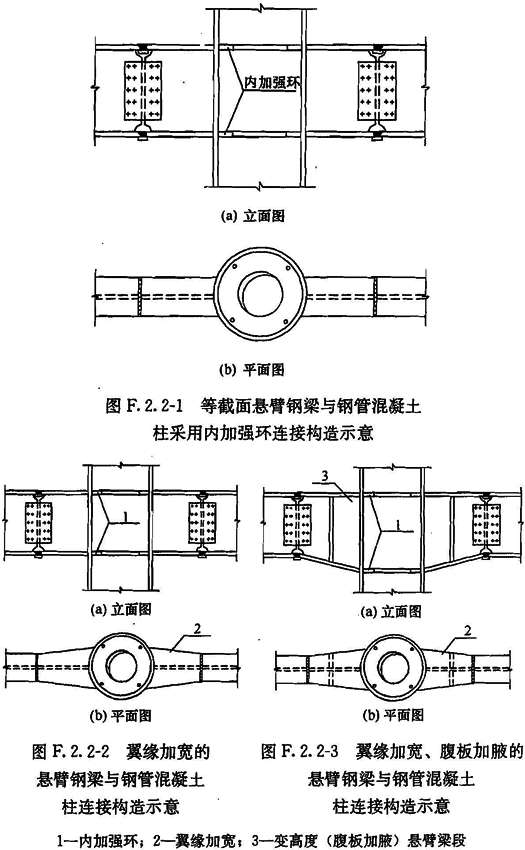 内加强环
(a) 立面图
(b) 平面图
图 F.2.2-1 等截面悬臂钢梁与钢管混凝土
柱采用内加强环连接构造示意
1
(a) 立面图
2
(b) 平面图
图 F.2.2-2 翼缘加宽的
悬臂钢梁与钢管混凝土
柱连接构造示意
3
1
(a) 立面图
2
(b) 平面图
图 F.2.2-3 翼缘加宽、腹板加腋的
悬臂钢梁与钢管混凝土
柱连接构造示意
1—内加强环；2—翼缘加宽；3—变高度（腹板加腋）悬臂梁段